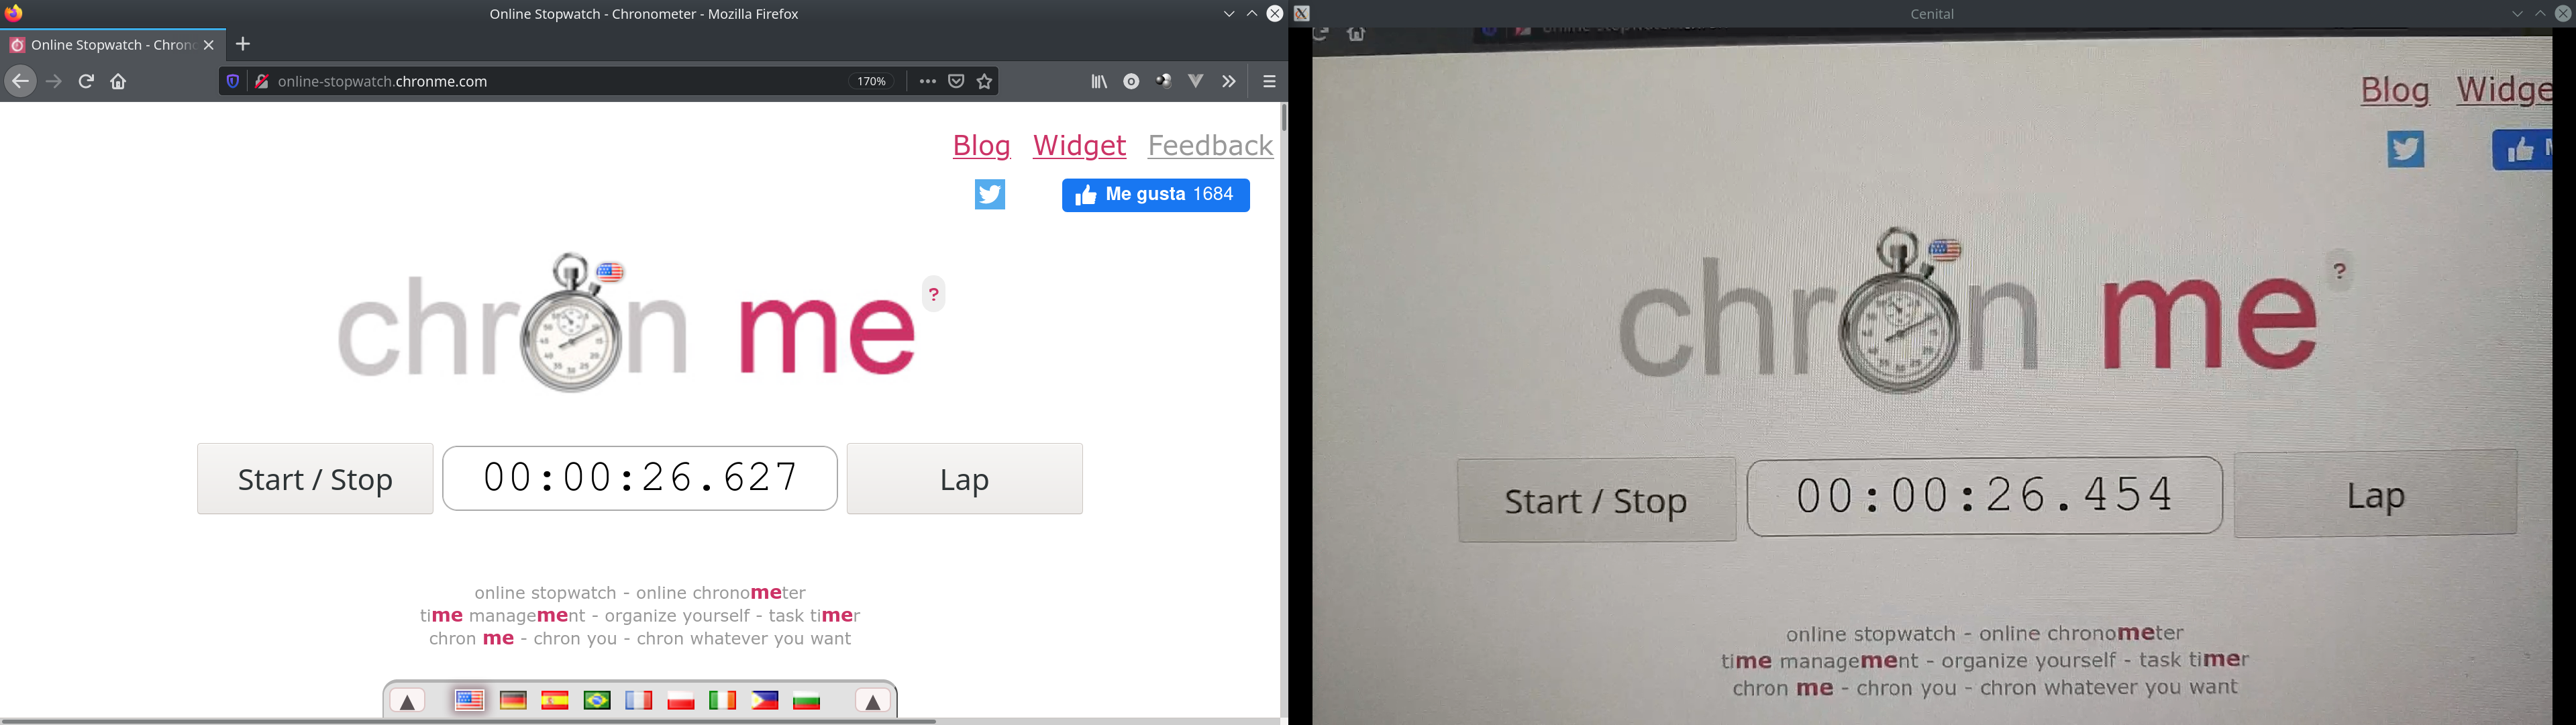 Online Stopwatch - Chronometer - Mozilla Firefox
Online Stopwatch - Chron
online-stopwatch.chronme.com
170%
Blog Widget Feedback
Me gusta 1684
chron me ?
Start / Stop
00:00:26.627
Lap
online stopwatch - online chronometer
time management - organize yourself - task timer
chron me - chron you - chron whatever you want
Cenital
Blog Widge
chron me ?
Start / Stop
00:00:26.454
Lap
online stopwatch - online chronometer
time management - organize yourself - task timer
chron me - chron you - chron whatever you want